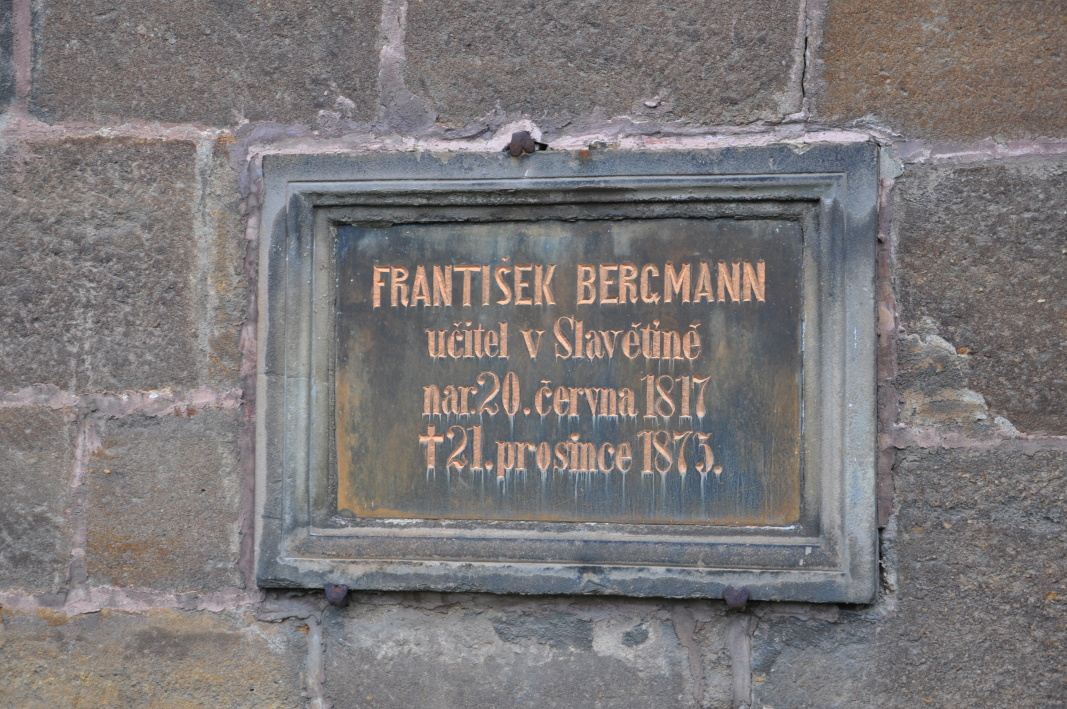 FRANTIŠEK BERGMANN
učitel v Slavětíně
nar. 20. června 1817
† 21. prosince 1875.